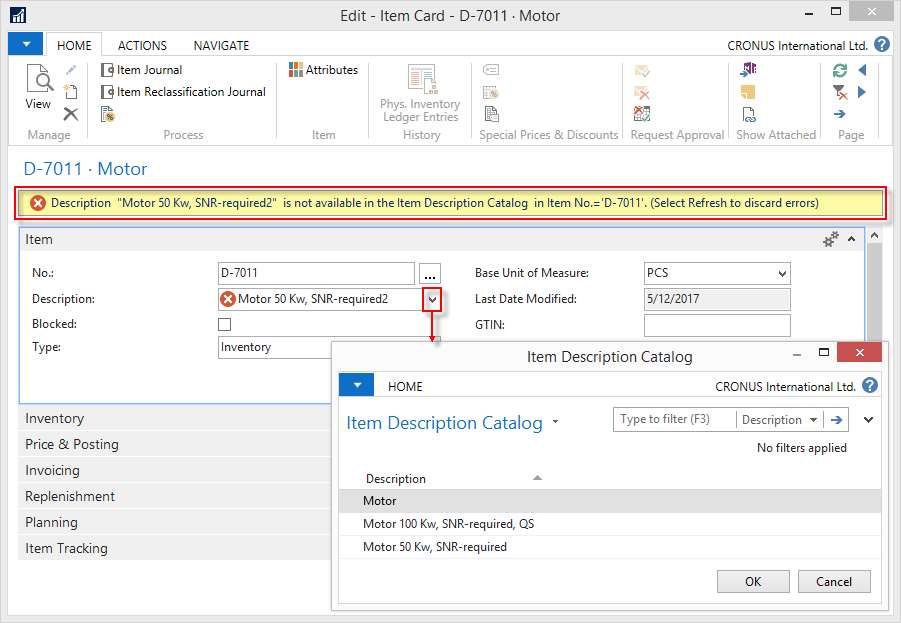 Edit - Item Card - D-7011 · Motor
HOME ACTIONS NAVIGATE CRONUS International Ltd. ?
View
Item Journal
Item Reclassification Journal
Attributes
Phys. Inventory
Ledger Entries
Manage Process Item History Special Prices & Discounts Request Approval Show Attached Page
D-7011 · Motor
Description "Motor 50 Kw, SNR-required2" is not available in the Item Description Catalog in Item No.='D-7011'. (Select Refresh to discard errors)
Item
No.: D-7011 ... Base Unit of Measure: PCS
Description: Motor 50 Kw, SNR-required2 Last Date Modified: 5/12/2017
Blocked: GTIN:
Type: Inventory
Inventory
Price & Posting
Invoicing
Replenishment
Planning
Item Tracking
Item Description Catalog
HOME CRONUS International Ltd. ?
Item Description Catalog Type to filter (F3) Description
No filters applied
Description
Motor
Motor 100 Kw, SNR-required, QS
Motor 50 Kw, SNR-required
OK Cancel